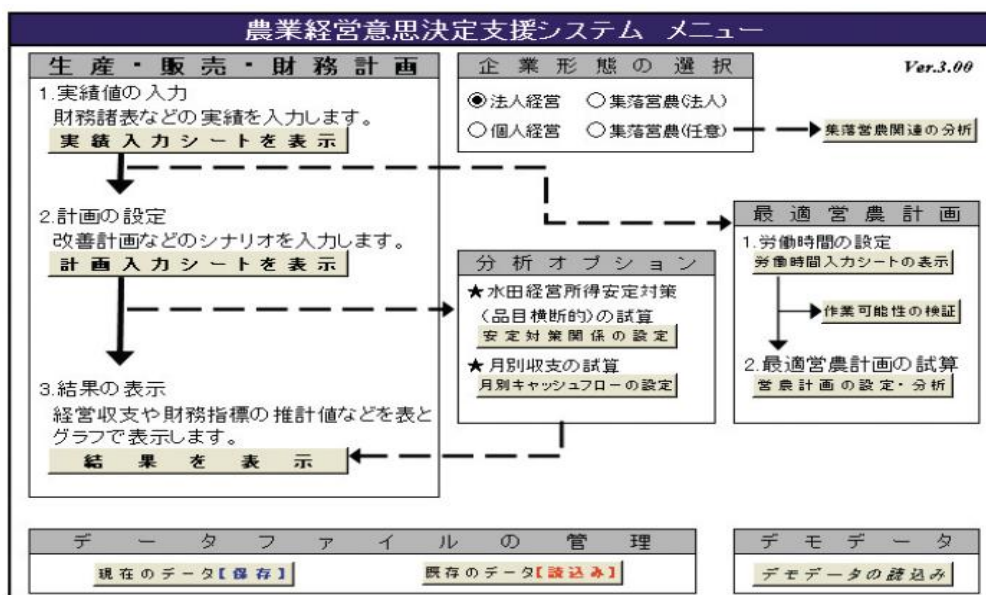 農業経営意思決定支援システム メニュー
生産・販売・財務計画
1.実績値の入力
財務諸表などの実績を入力します。
実績入力シートを表示
2.計画の設定
改善計画などのシナリオを入力します。
計画入力シートを表示
3.結果の表示
経営収支や財務指標の推計値などを表と
グラフで表示します。
結果を表示
企業形態の選択
法人経営 集落営農(法人)
個人経営 集落営農(任意)
Ver.3.00
集落営農関連の分析
分析オプション
★水田経営所得安定対策
(品目横断的)の試算
安定対策関係の設定
★月別収支の試算
月別キャッシュフローの設定
最適営農計画
1.労働時間の設定
労働時間入力シートの表示
作業可能性の検証
2.最適営農計画の試算
営農計画の設定・分析
データファイルの管理
現在のデータ【保存】 既存のデータ【読込み】
デモデータ
デモデータの読込み